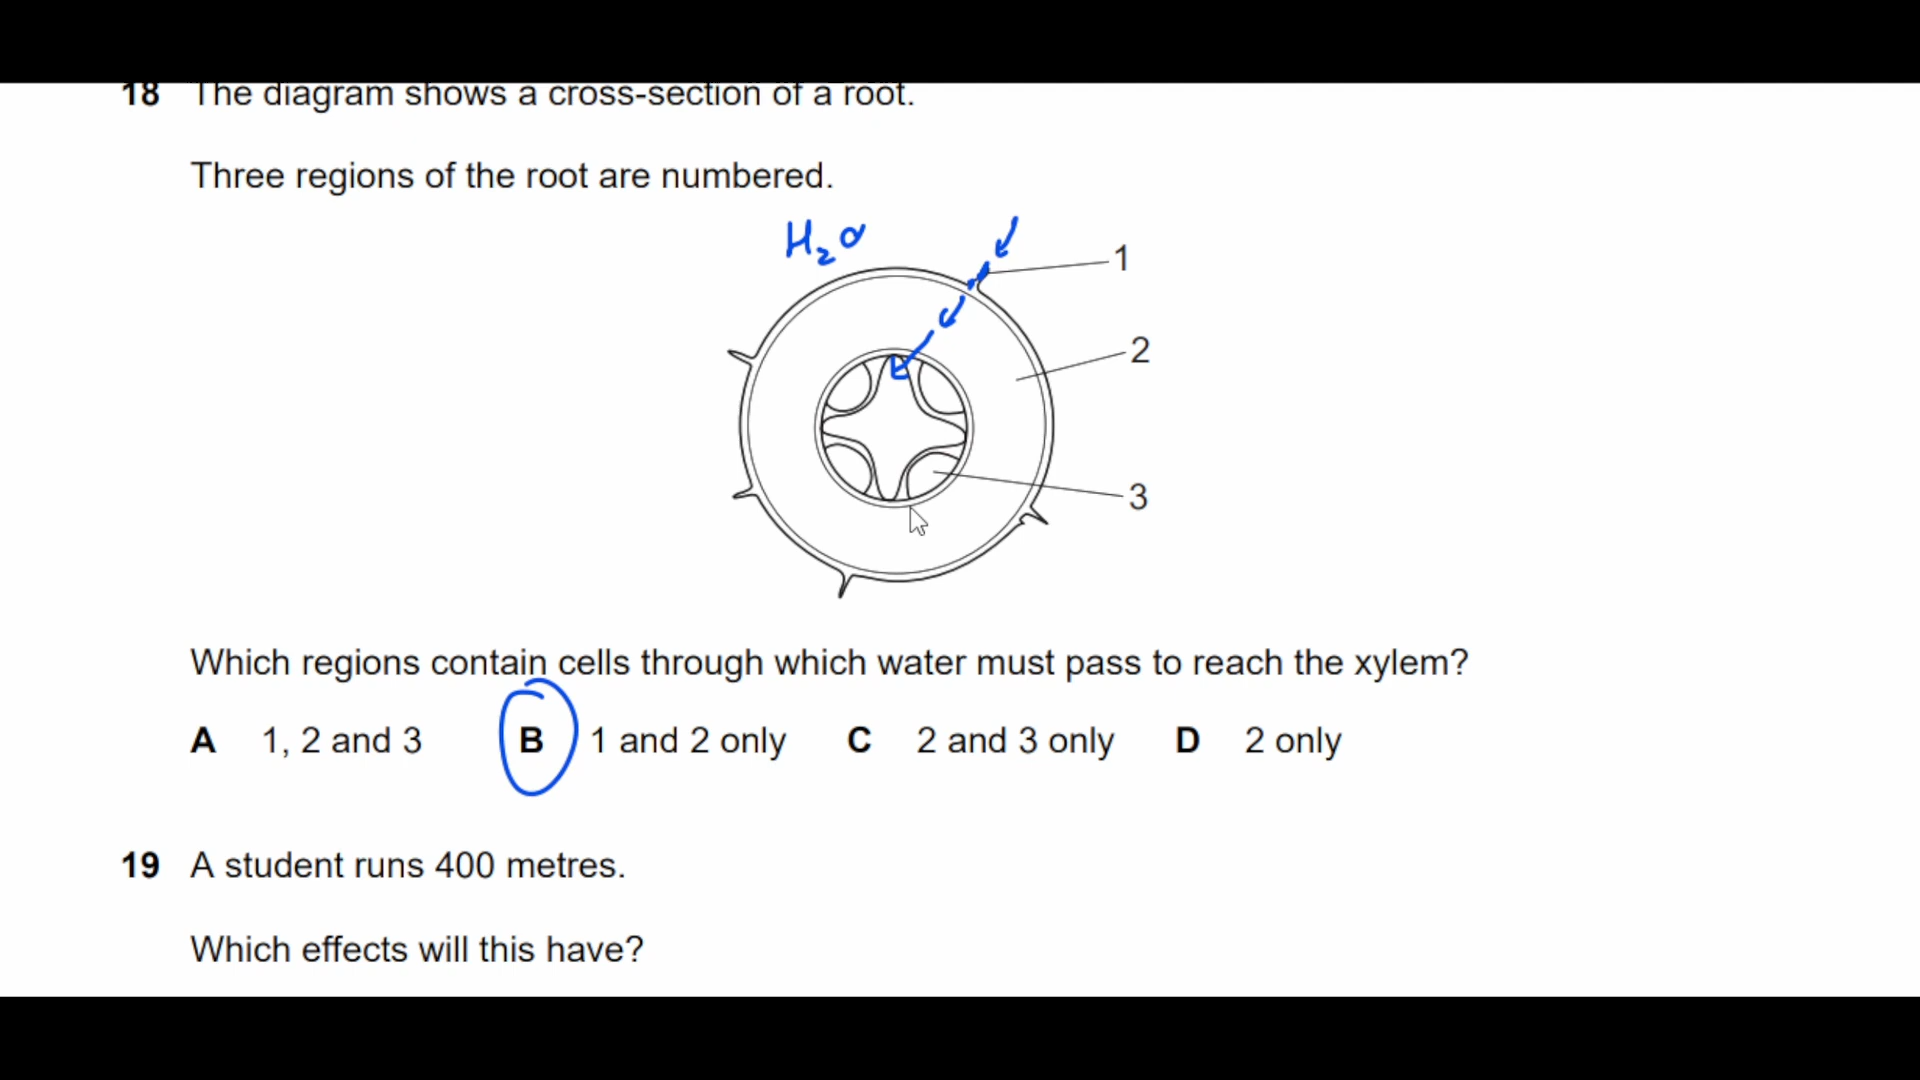 18 The diagram shows a cross-section of a root.
Three regions of the root are numbered.
H₂O
1
2
3
Which regions contain cells through which water must pass to reach the xylem?
A 1, 2 and 3 B 1 and 2 only C 2 and 3 only D 2 only
19 A student runs 400 metres.
Which effects will this have?